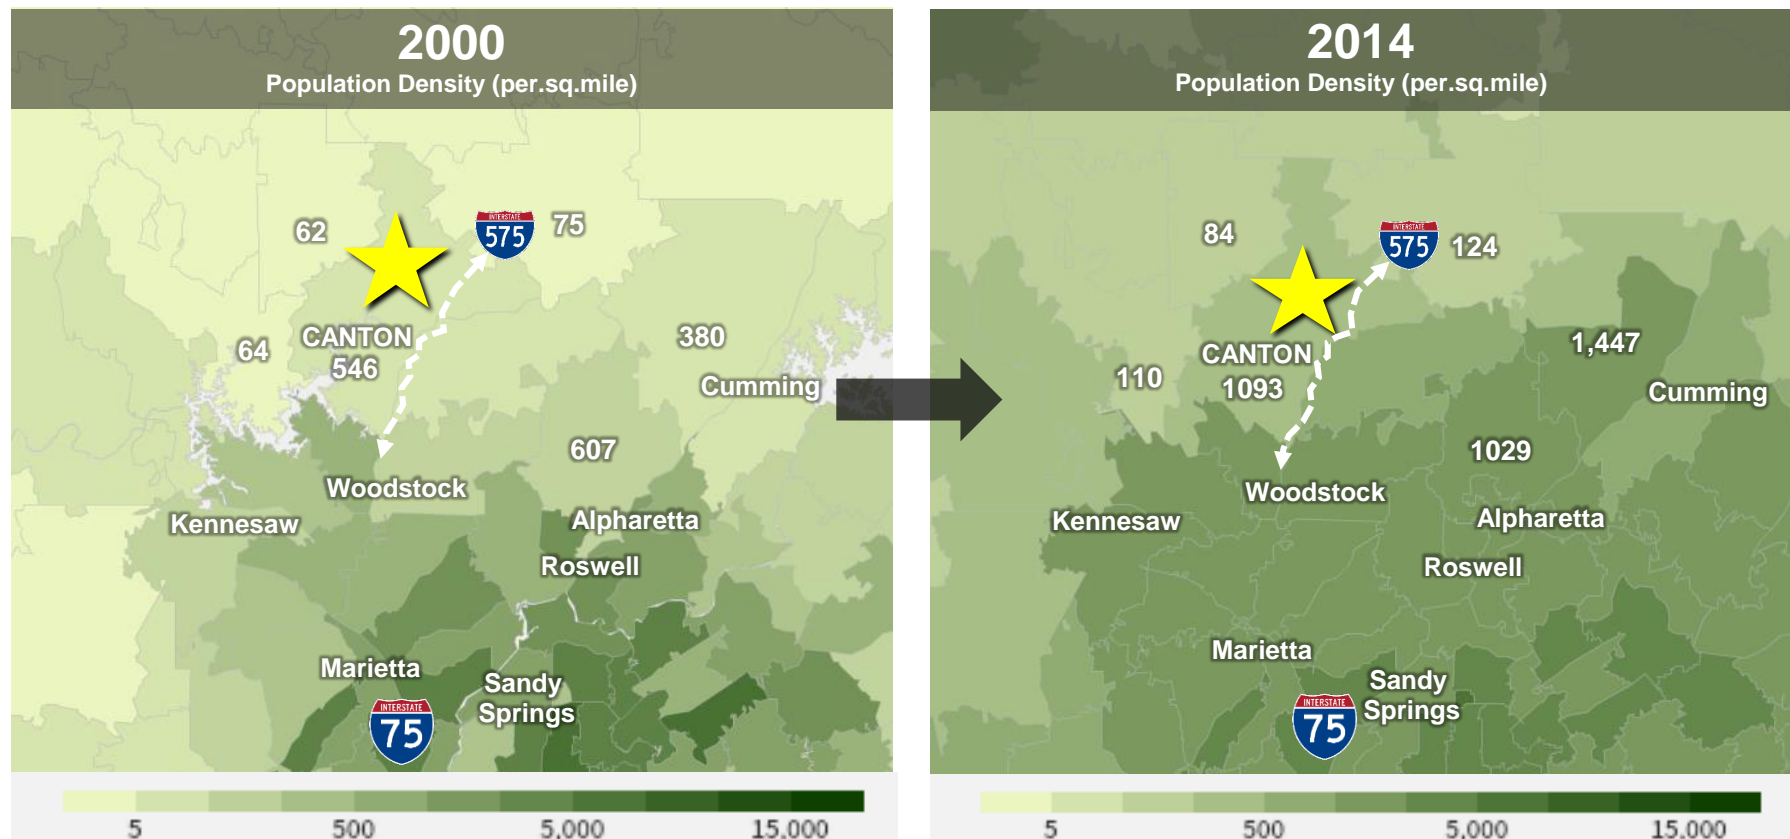 2000
Population Density (per.sq.mile)
62
INTERSTATE
575
75
64
CANTON
546
380
Cumming
607
Woodstock
Kennesaw
Alpharetta
Roswell
Marietta
Sandy
Springs
INTERSTATE
75
5
500
5,000
15,000
2014
Population Density (per.sq.mile)
84
INTERSTATE
575
124
110
CANTON
1093
1,447
Cumming
1029
Woodstock
Kennesaw
Alpharetta
Roswell
Marietta
Sandy
Springs
INTERSTATE
75
5
500
5,000
15,000